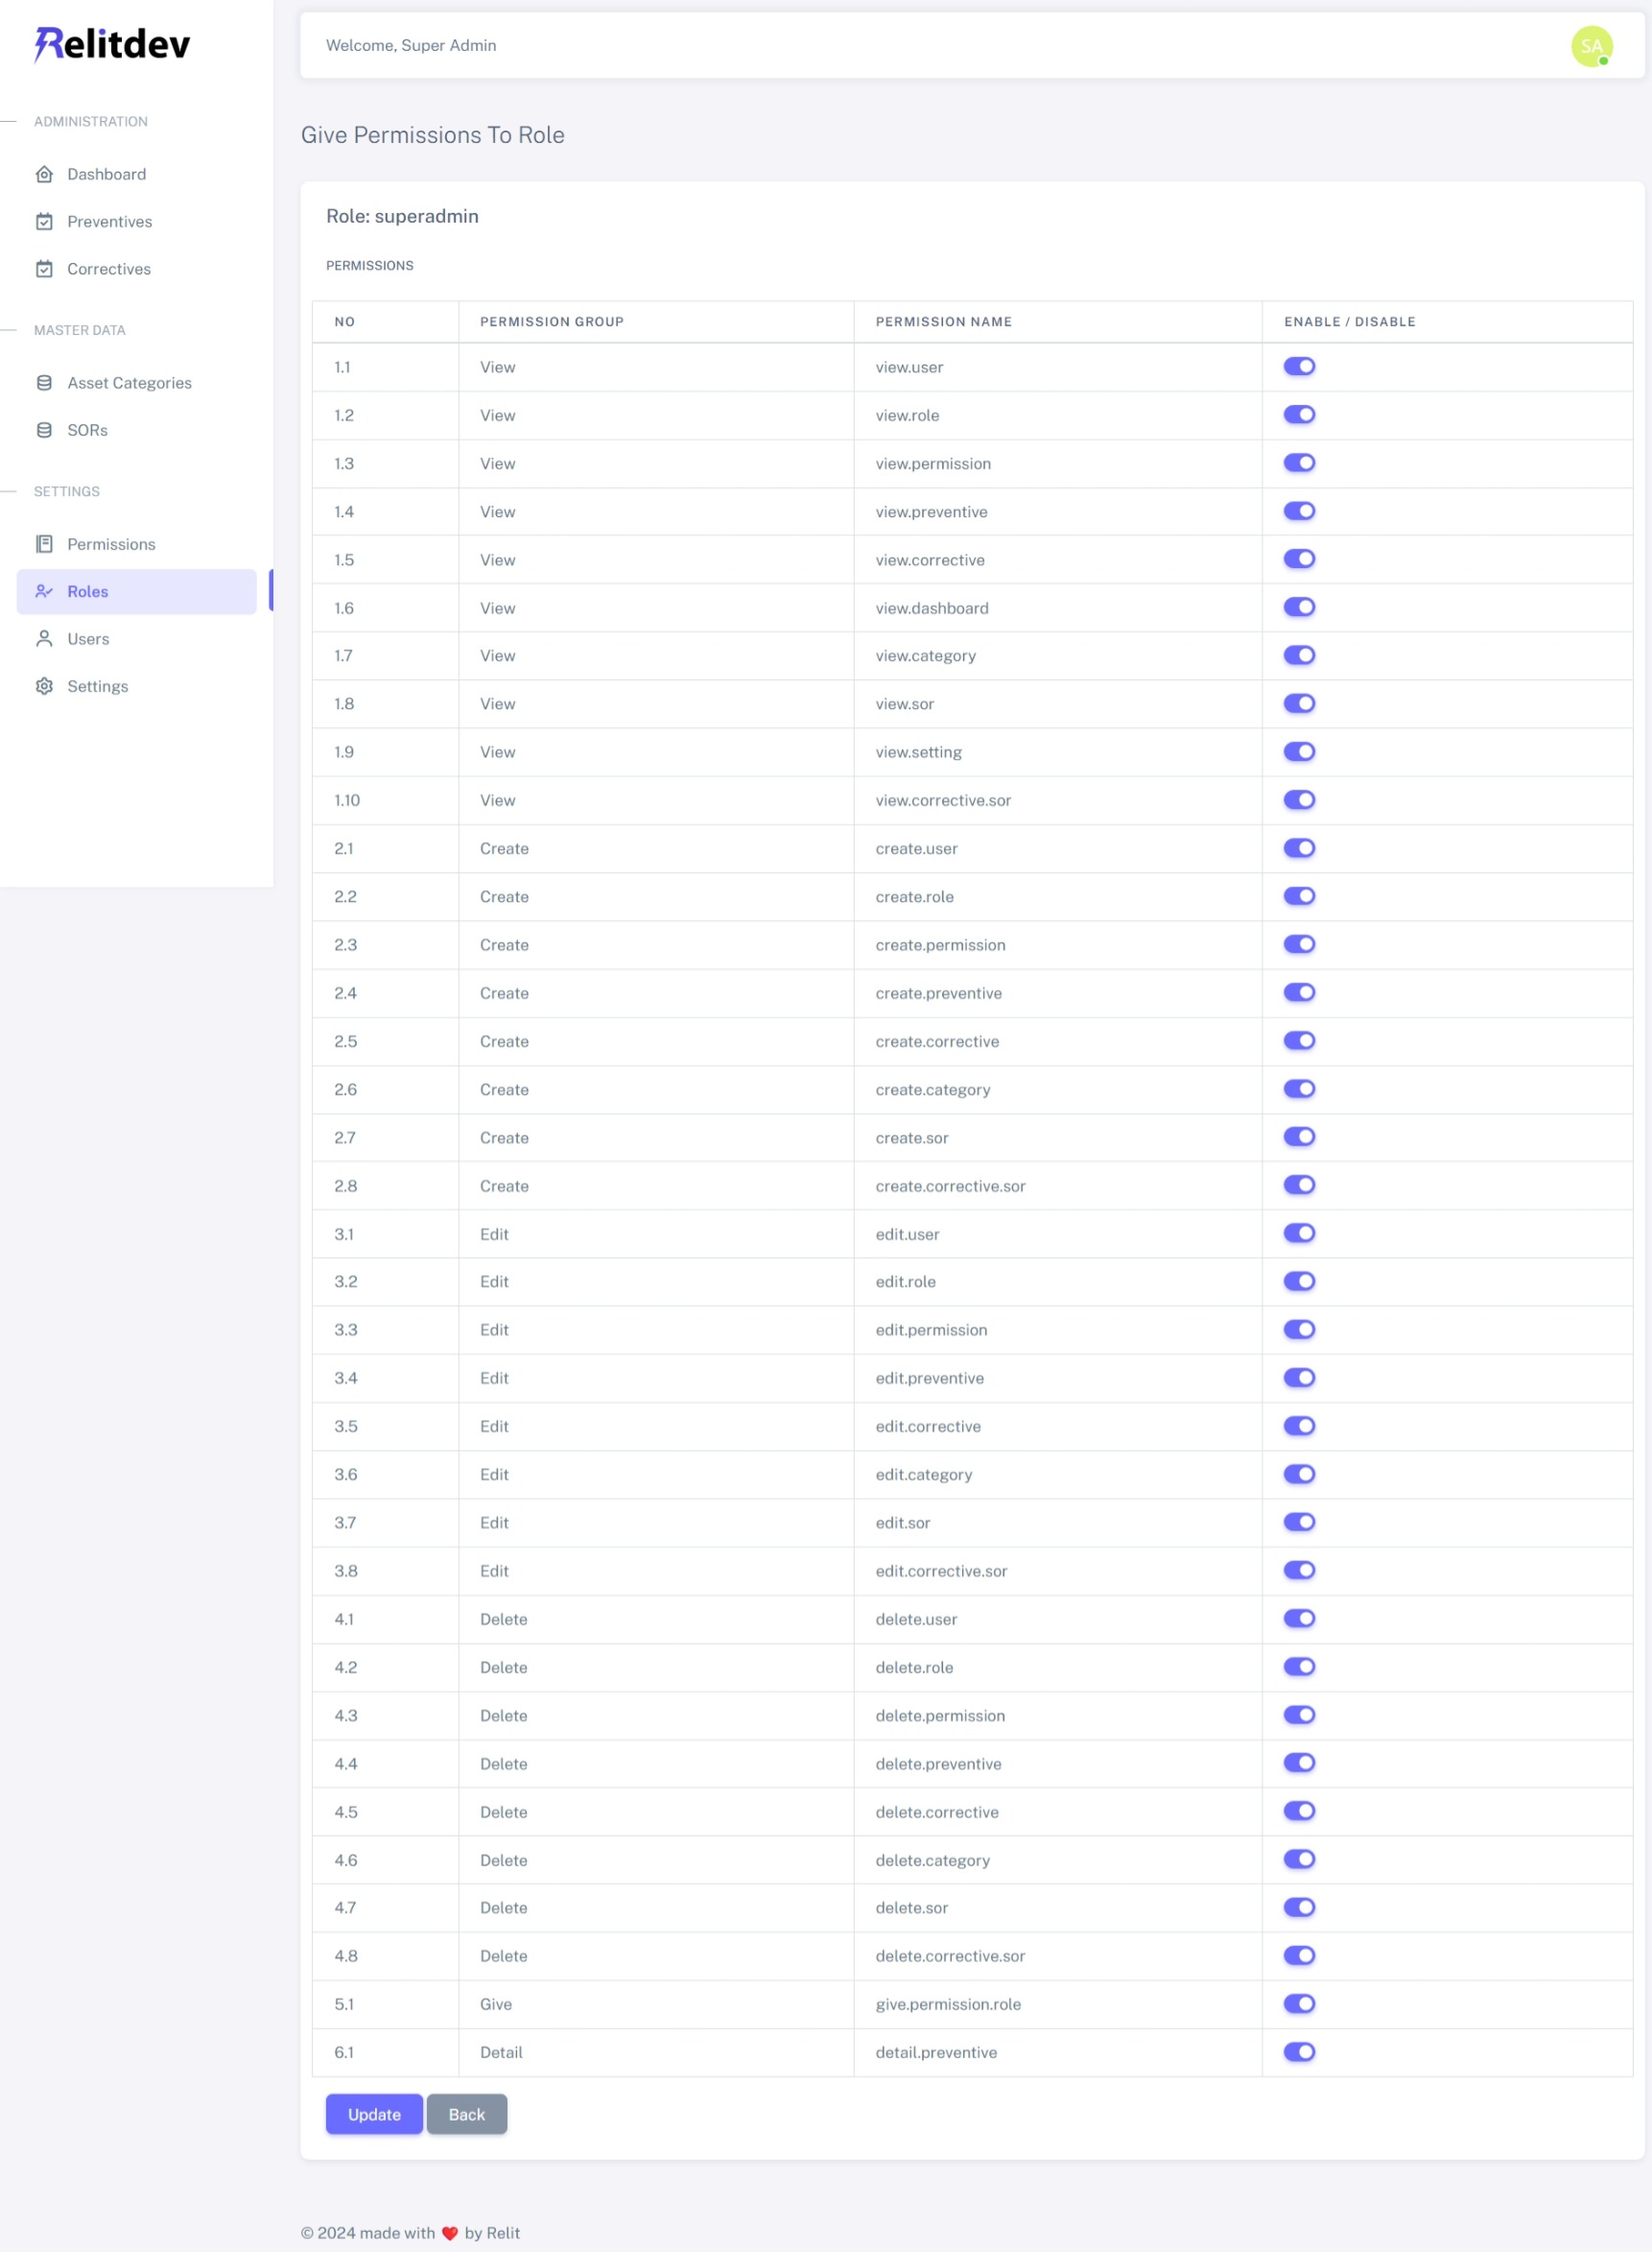 Relitdev
ADMINISTRATION
Dashboard
Preventives
Correctives
MASTER DATA
Asset Categories
SORs
SETTINGS
Permissions
Roles
Users
Settings
Welcome, Super Admin
SA
Give Permissions To Role
Role: superadmin
PERMISSIONS
NO PERMISSION GROUP PERMISSION NAME ENABLE / DISABLE
1.1 View view.user
1.2 View view.role
1.3 View view.permission
1.4 View view.preventive
1.5 View view.corrective
1.6 View view.dashboard
1.7 View view.category
1.8 View view.sor
1.9 View view.setting
1.10 View view.corrective.sor
2.1 Create create.user
2.2 Create create.role
2.3 Create create.permission
2.4 Create create.preventive
2.5 Create create.corrective
2.6 Create create.category
2.7 Create create.sor
2.8 Create create.corrective.sor
3.1 Edit edit.user
3.2 Edit edit.role
3.3 Edit edit.permission
3.4 Edit edit.preventive
3.5 Edit edit.corrective
3.6 Edit edit.category
3.7 Edit edit.sor
3.8 Edit edit.corrective.sor
4.1 Delete delete.user
4.2 Delete delete.role
4.3 Delete delete.permission
4.4 Delete delete.preventive
4.5 Delete delete.corrective
4.6 Delete delete.category
4.7 Delete delete.sor
4.8 Delete delete.corrective.sor
5.1 Give give.permission.role
6.1 Detail detail.preventive
Update Back
© 2024 made with ❤️ by Relit